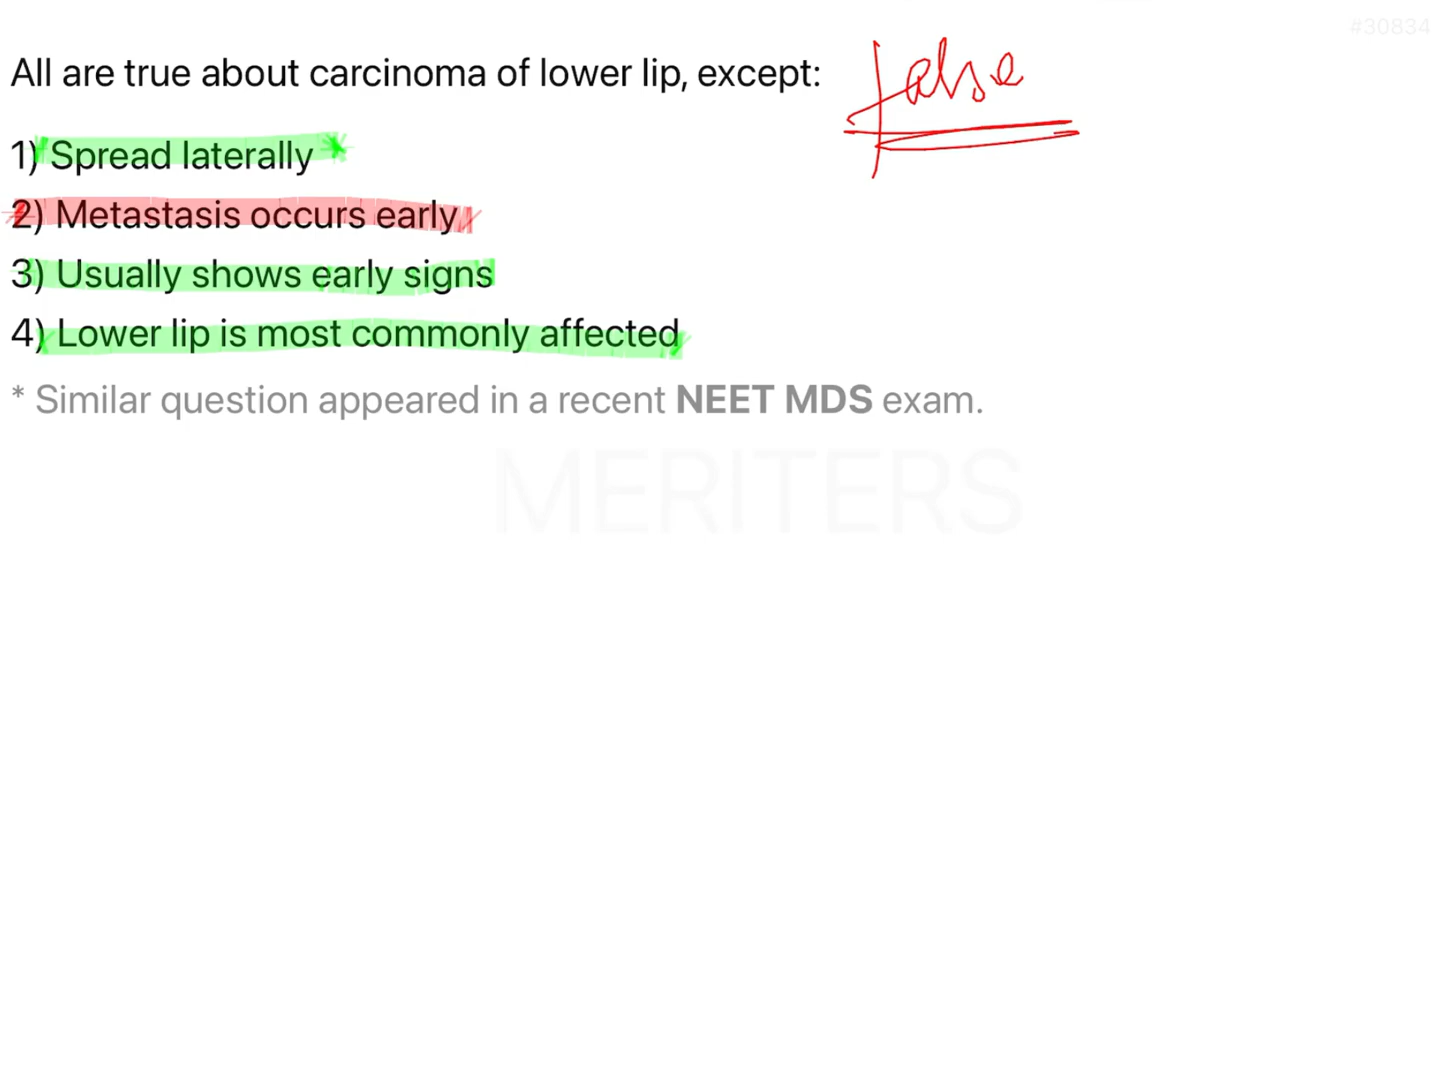 #30834
All are true about carcinoma of lower lip, except: false
1) Spread laterally
2) Metastasis occurs early
3) Usually shows early signs
4) Lower lip is most commonly affected
* Similar question appeared in a recent NEET MDS exam.
MERITERS